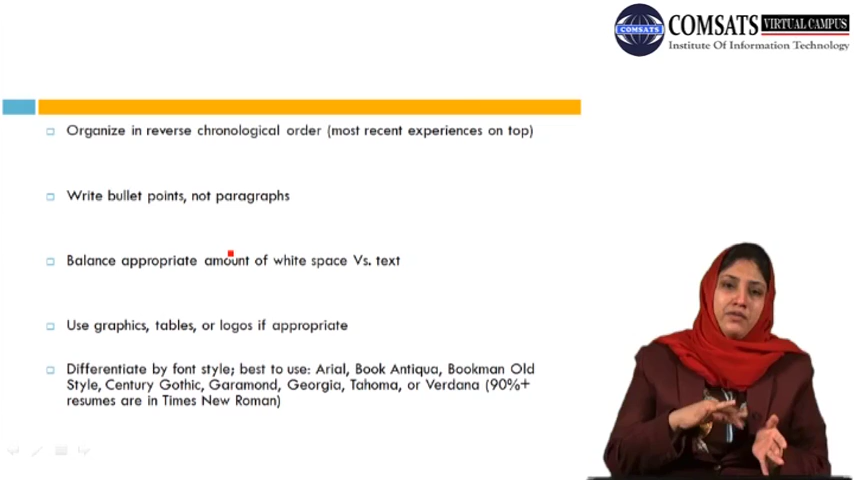 COMSATS
COMSATS VIRTUAL CAMPUS
Institute Of Information Technology
Organize in reverse chronological order (most recent experiences on top)
Write bullet points, not paragraphs
Balance appropriate amount of white space Vs. text
Use graphics, tables, or logos if appropriate
Differentiate by font style; best to use: Arial, Book Antiqua, Bookman Old
Style, Century Gothic, Garamond, Georgia, Tahoma, or Verdana (90%+
resumes are in Times New Roman)